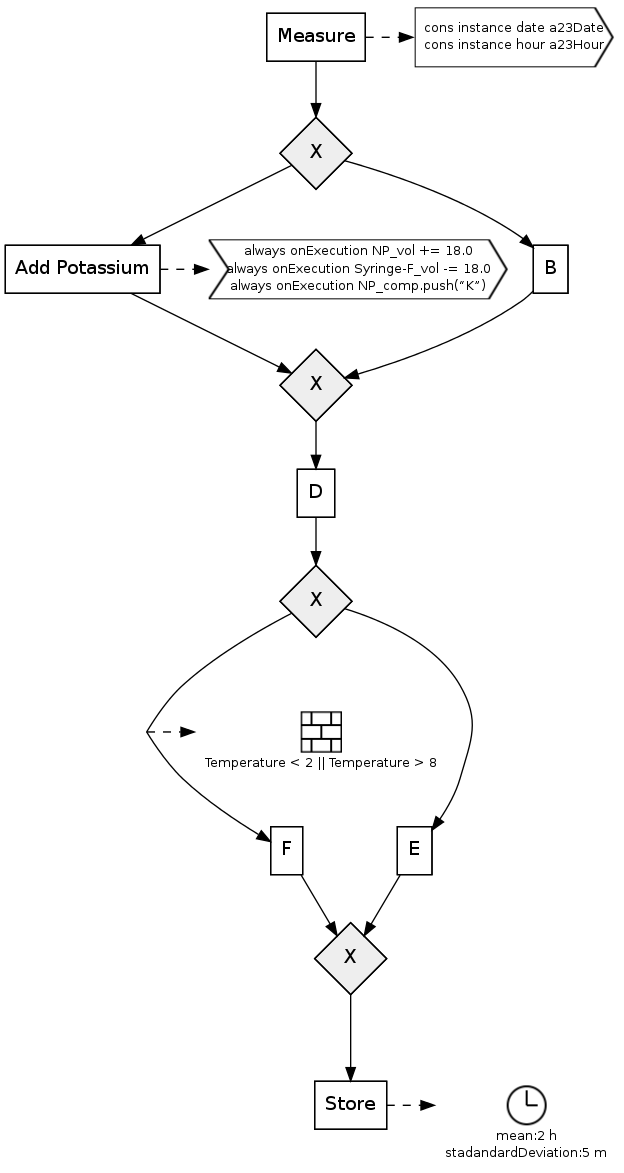 Measure
cons instance date a23Date
cons instance hour a23Hour
X
Add Potassium
always onExecution NP_vol += 18.0
always onExecution Syringe-F_vol -= 18.0
always onExecution NP_comp.push(“K”)
B
X
D
X
Temperature < 2 || Temperature > 8
F
E
X
Store
mean:2 h
stadandardDeviation:5 m